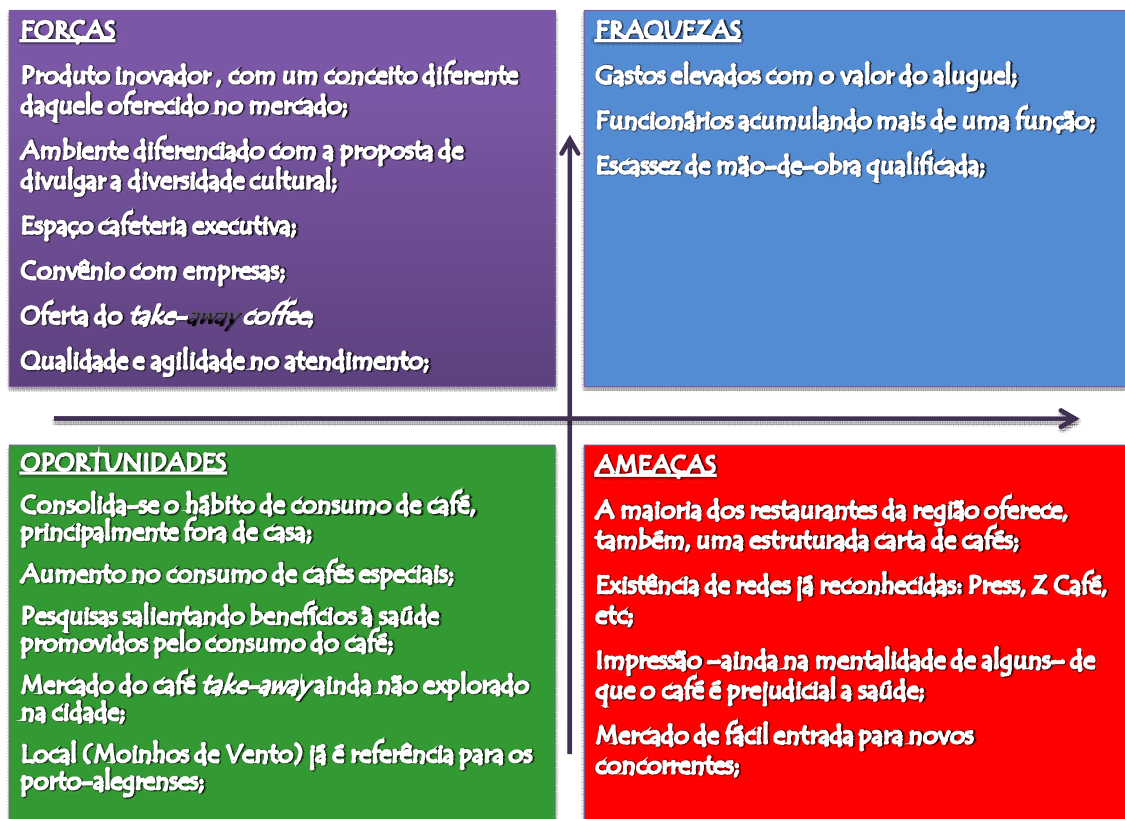 FORÇAS
Produto inovador , com um conceito diferente
daquele oferecido no mercado;
Ambiente diferenciado com a proposta de
divulgar a diversidade cultural;
Espaço cafeteria executiva;
Convênio com empresas;
Oferta do take-away coffee;
Qualidade e agilidade no atendimento;
FRAQUEZAS
Gastos elevados com o valor do aluguel;
Funcionários acumulando mais de uma função;
Escassez de mão-de-obra qualificada;
OPORTUNIDADES
Consolida-se o hábito de consumo de café,
principalmente fora de casa;
Aumento no consumo de cafés especiais;
Pesquisas salientando benefícios à saúde
promovidos pelo consumo do café;
Mercado do café take-away ainda não explorado
na cidade;
Local (Moinhos de Vento) já é referência para os
porto-alegrenses;
AMEAÇAS
A maioria dos restaurantes da região oferece,
também, uma estruturada carta de cafés;
Existência de redes já reconhecidas: Press, Z Café,
etc;
Impressão -ainda na mentalidade de alguns- de
que o café é prejudicial a saúde;
Mercado de fácil entrada para novos
concorrentes;